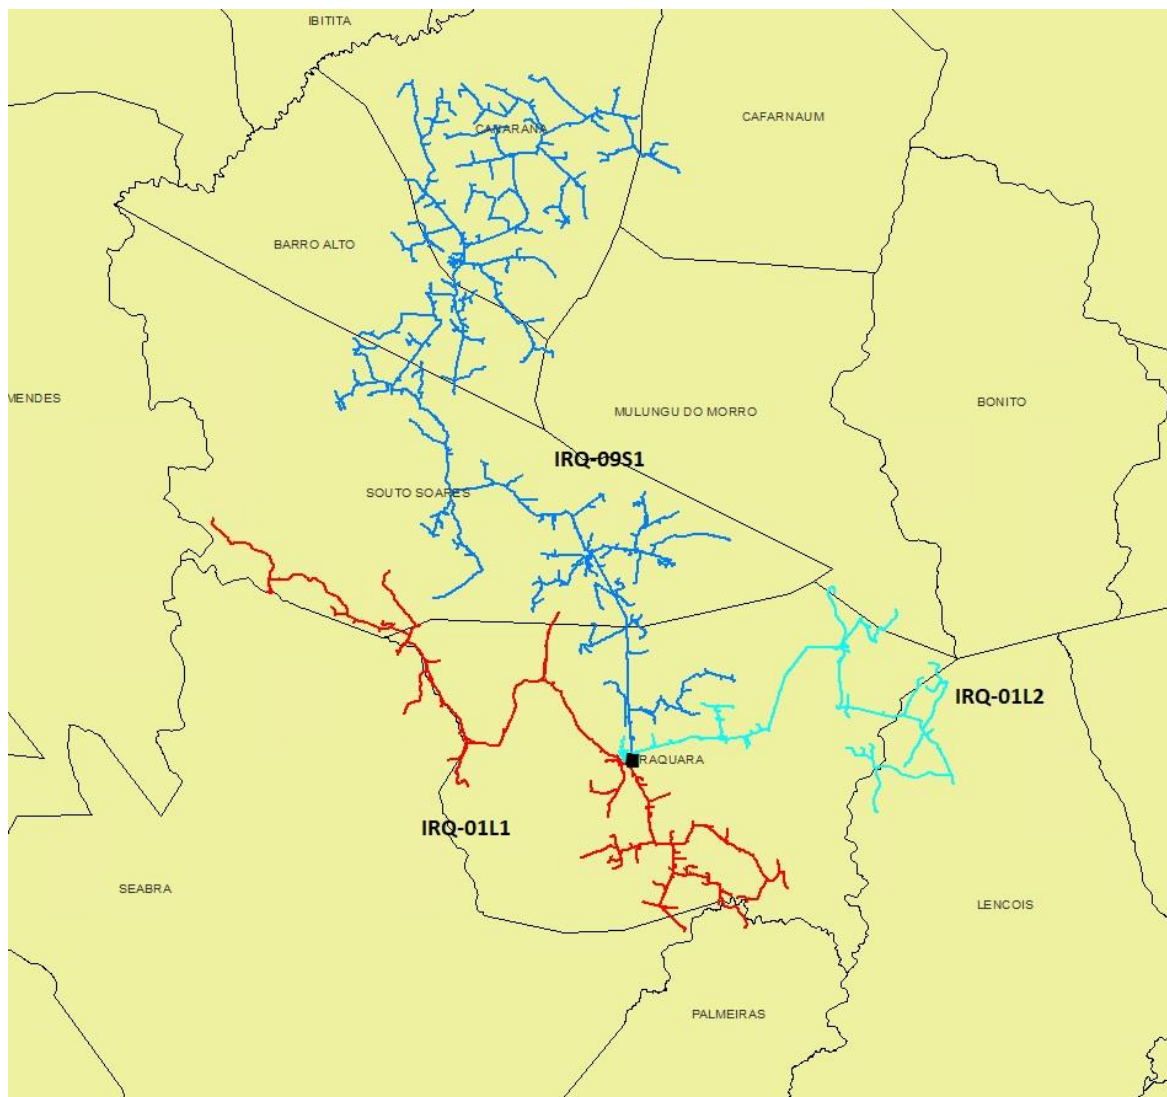 IBITITA
CAFARNAUM
CANARANA
BARRO ALTO
MENDES
BONITO
MULUNGU DO MORRO
IRQ-09S1
SOUTO SOARES
IRQ-01L2
RAQUARA
IRQ-01L1
SEABRA
LENCOIS
PALMEIRAS